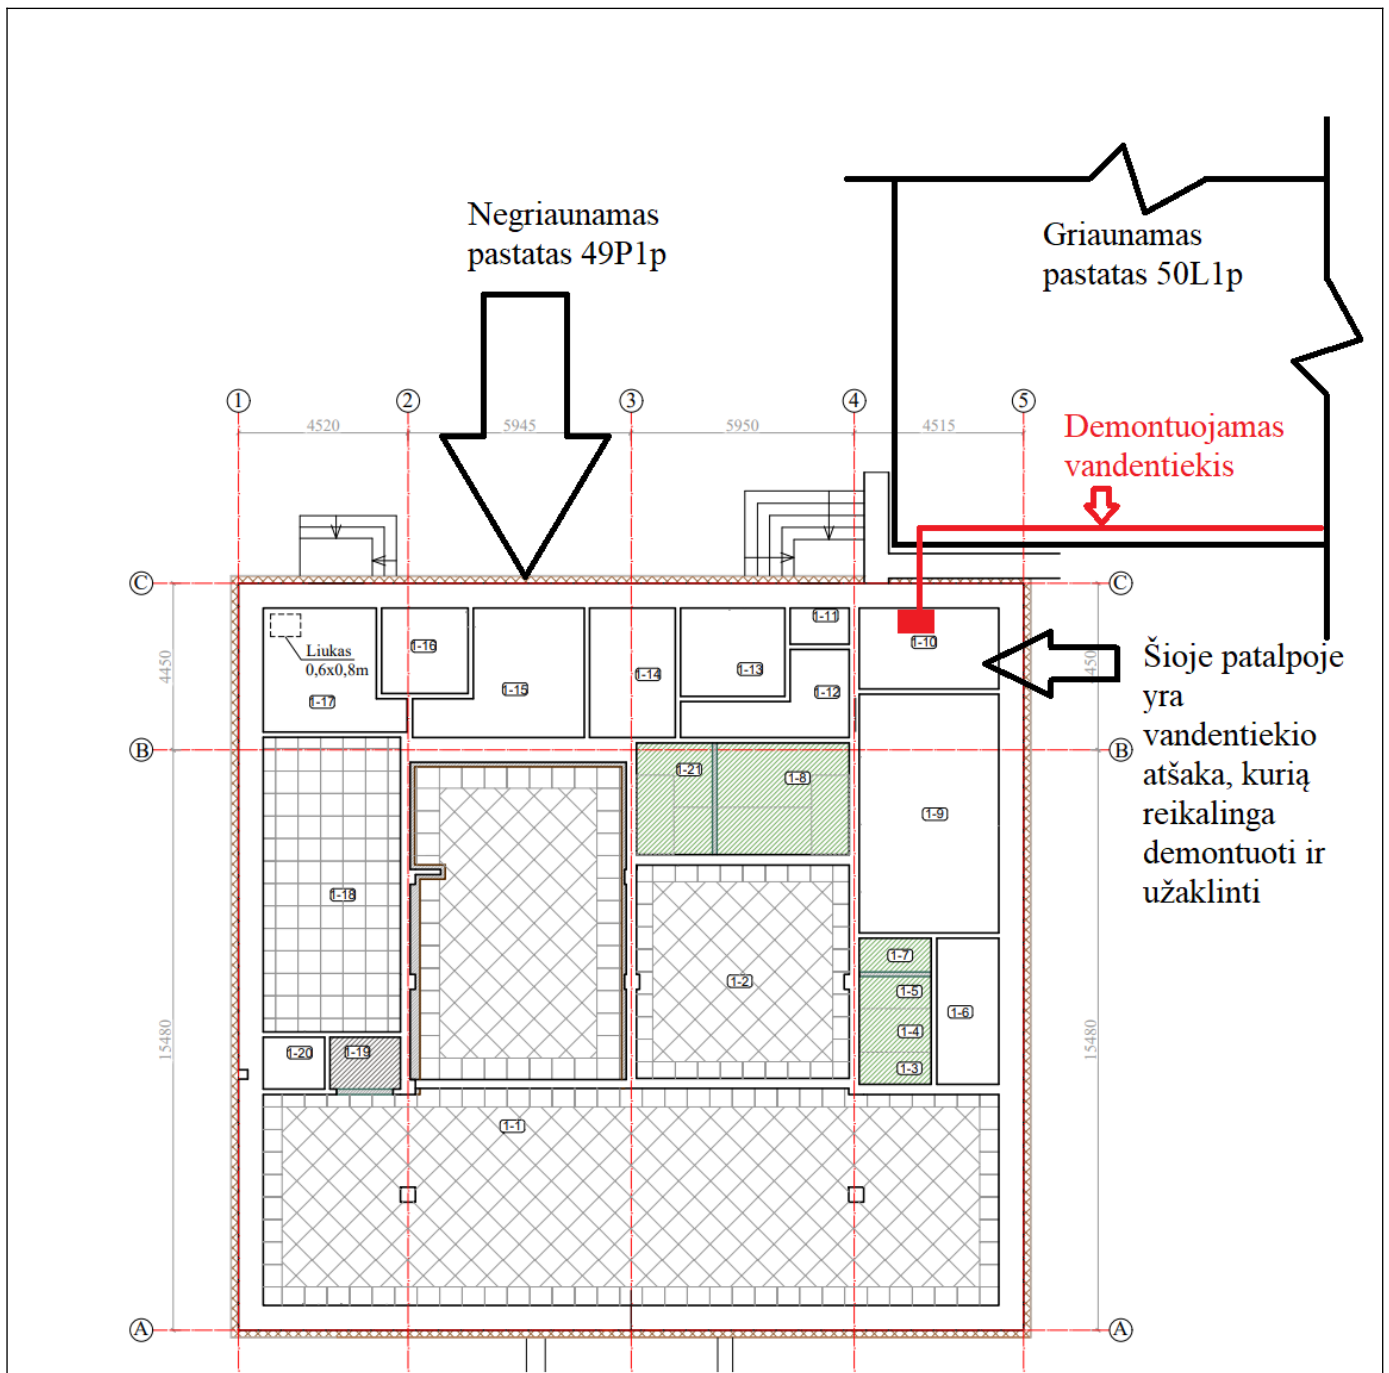 Negriaunamas
pastatas 49P1p
Griaunamas
pastatas 50L1p
1
2
3
4
5
4520
5945
5950
4515
Demontuojamas
vandentiekis
C
C
Liukas
0,6x0,8m
1-17
1-16
1-15
1-14
1-13
1-11
1-12
1-10
4450
450
Šioje patalpoje
yra
vandentiekio
atšaka, kurią
reikalinga
demontuoti ir
užaklinti
B
B
1-21
1-8
1-9
1-18
1-2
1-7
1-5
1-6
1-4
1-3
15480
15480
1-20
1-19
1-1
A
A